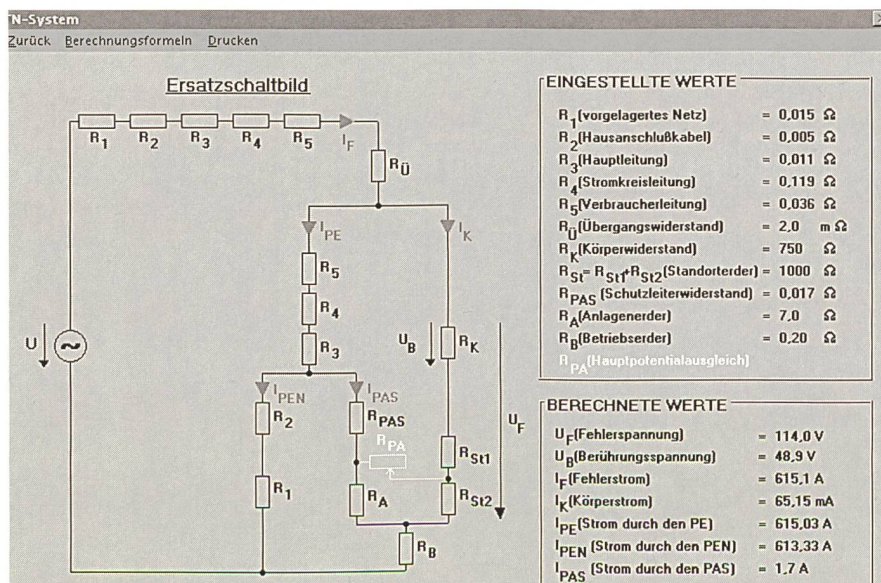 N-System
Zurück Berechnungsformeln Drucken
Ersatzschaltbild
R1 R2 R3 R4 R5 IF
RÜ
IPE IK
R5
R4
R3
U UB RK
IPEN IPAS
R2 RPAS UF
RPA
RSt1
R1 RA RSt2
RB
EINGESTELLTE WERTE
R1(vorgelagertes Netz) = 0,015 Ω
R2(Hausanschlußkabel) = 0,005 Ω
R3(Hauptleitung) = 0,011 Ω
R4(Stromkreisleitung) = 0,119 Ω
R5(Verbraucherleitung) = 0,036 Ω
RÜ(Übergangswiderstand) = 2,0 m Ω
RK(Körperwiderstand) = 750 Ω
RSt= RSt1+RSt2(Standorterder) = 1000 Ω
RPAS (Schutzleiterwiderstand) = 0,017 Ω
RA(Anlagenerder) = 7,0 Ω
RB(Betriebserder) = 0,20 Ω
RPA(Hauptpotentialausgleich)
BERECHNETE WERTE
UF(Fehlerspannung) = 114,0 V
UB(Berührungsspannung) = 48,9 V
IF(Fehlerstrom) = 615,1 A
IK(Körperstrom) = 65,15 mA
IPE(Strom durch den PE) = 615,03 A
IPEN (Strom durch den PEN) = 613,33 A
IPAS (Strom durch den PAS) = 1,7 A